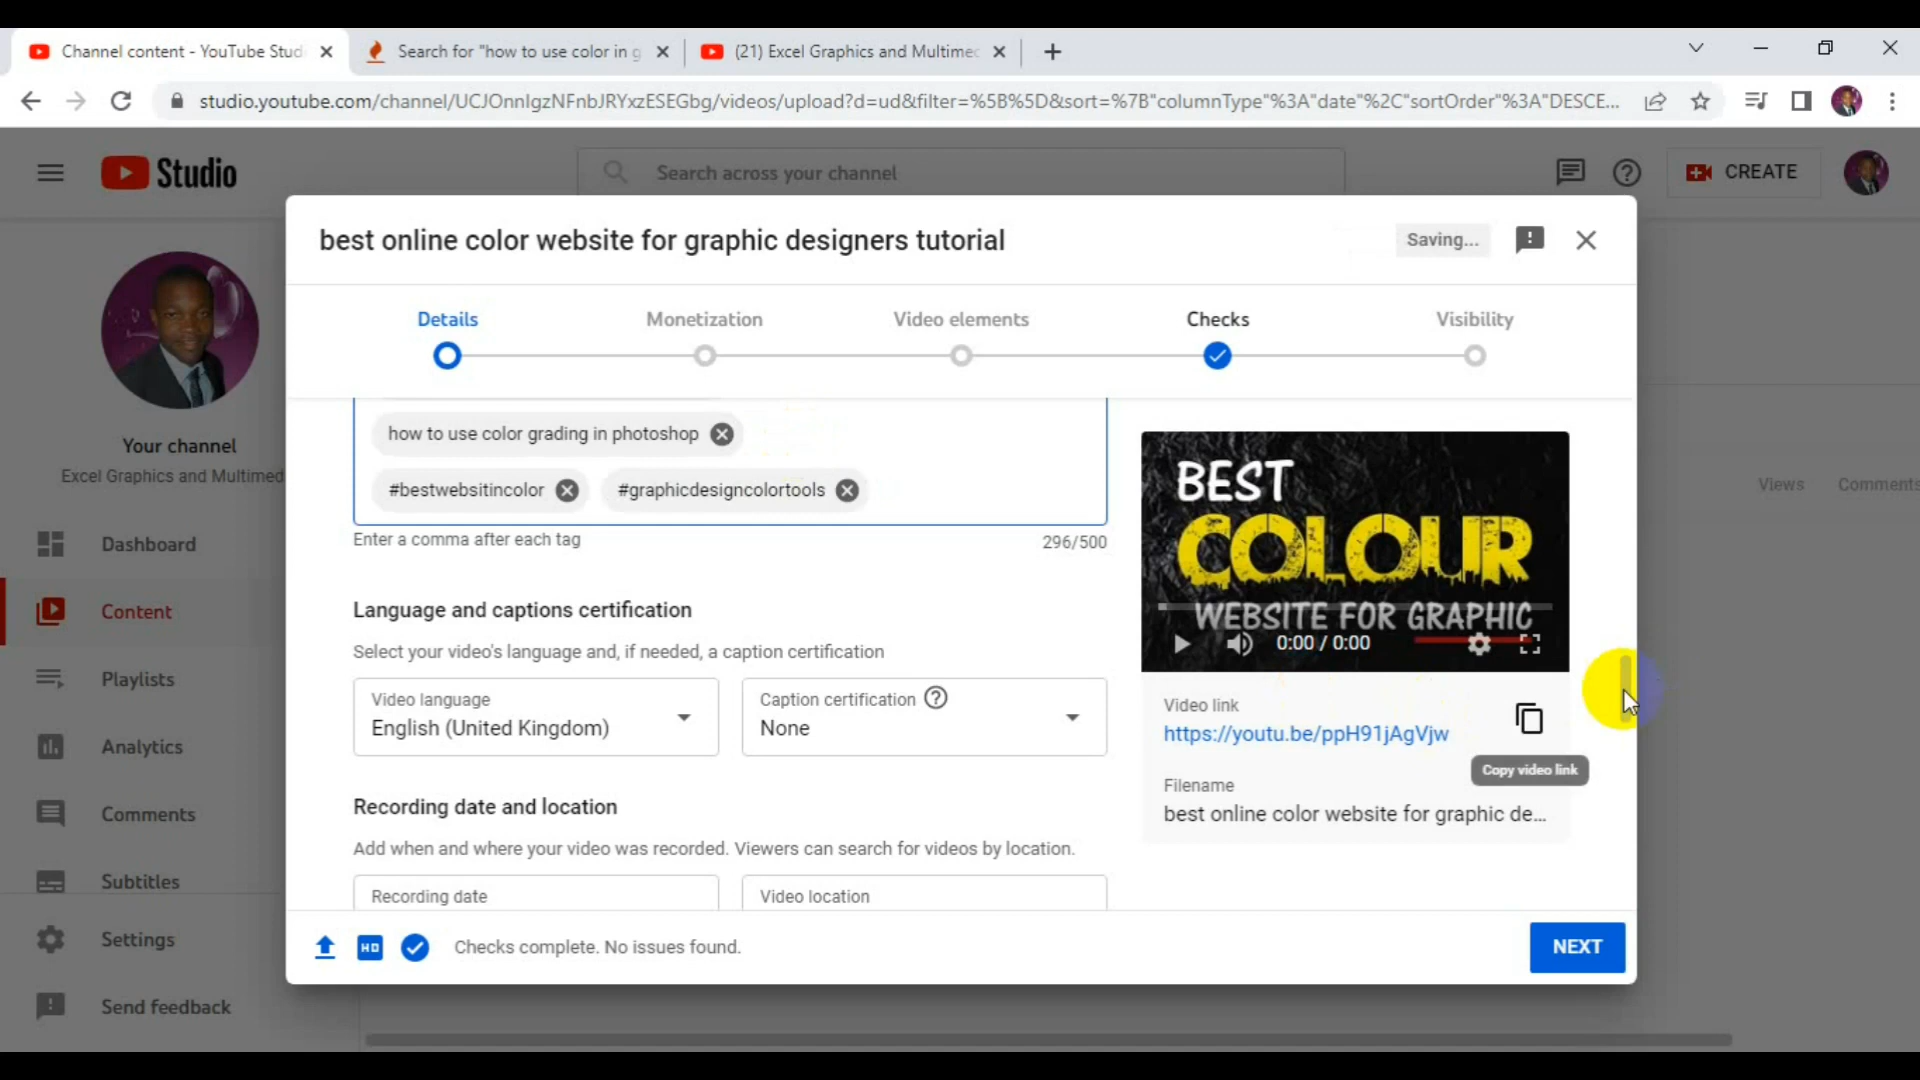 Channel content - YouTube Stud
Search for "how to use color in g
(21) Excel Graphics and Multimed
studio.youtube.com/channel/UCJOnnlgzNFnbJRYxzESEGbg/videos/upload?d=ud&filter=%5B%5D&sort=%7B"columnType"%3A"date"%2C"sortOrder"%3A"DESCE...
Studio
Search across your channel
CREATE
best online color website for graphic designers tutorial
Saving...
Details
Monetization
Video elements
Checks
Visibility
Your channel
Excel Graphics and Multimed
Dashboard
Content
Playlists
Analytics
Comments
Subtitles
Settings
Send feedback
how to use color grading in photoshop
#bestwebsitincolor
#graphicdesigncolortools
Enter a comma after each tag
296/500
Language and captions certification
Select your video's language and, if needed, a caption certification
Video language
English (United Kingdom)
Caption certification
None
Recording date and location
Add when and where your video was recorded. Viewers can search for videos by location.
Recording date
Video location
BEST
COLOUR
WEBSITE FOR GRAPHIC
0:00 / 0:00
Video link
https://youtu.be/ppH91jAgVjw
Copy video link
Filename
best online color website for graphic de...
Views
Comments
HD
Checks complete. No issues found.
NEXT